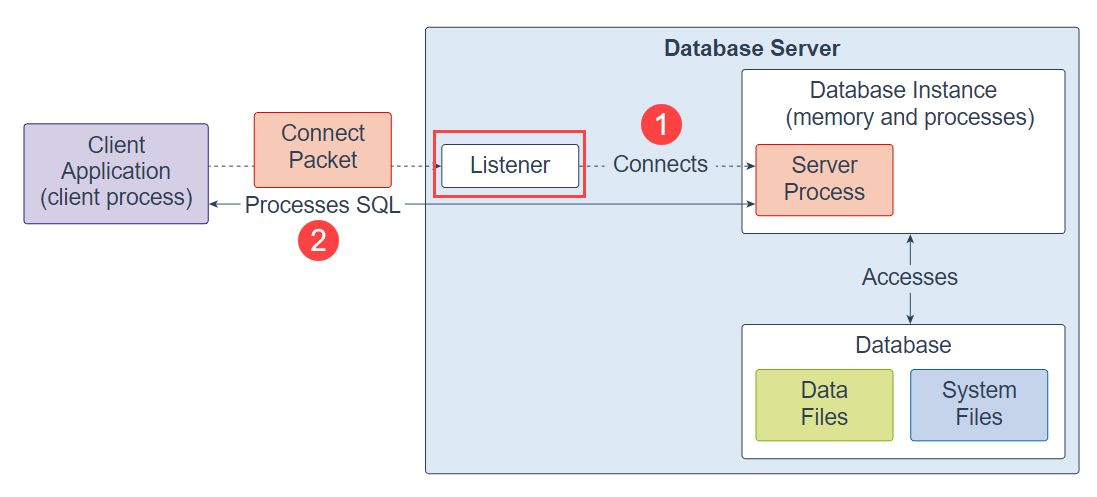 Database Server
Database Instance
(memory and processes)
Client
Application
(client process)
Connect
Packet
Listener
1
Connects
Server
Process
Processes SQL
2
Accesses
Database
Data
Files
System
Files